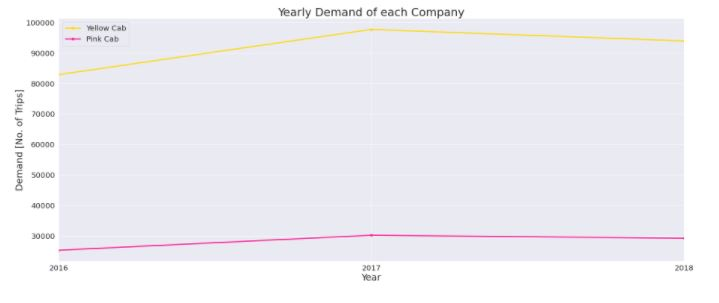 Yearly Demand of each Company
Yellow Cab
Pink Cab
100000
90000
80000
70000
60000
50000
40000
30000
Demand [No. of Trips]
2016 2017 2018
Year